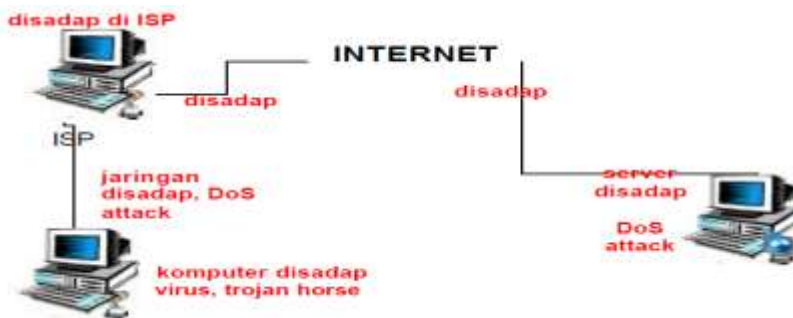 disadap di ISP
INTERNET
disadap
disadap
ISP
jaringan
disadap, DoS
attack
server
disadap
DoS
attack
komputer disadap
virus, trojan horse